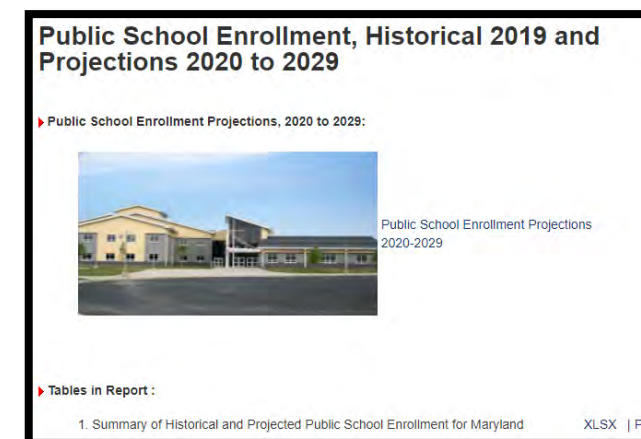 Public School Enrollment, Historical 2019 and
Projections 2020 to 2029
Public School Enrollment Projections, 2020 to 2029:
Public School Enrollment Projections
2020-2029
Tables in Report :
1. Summary of Historical and Projected Public School Enrollment for Maryland XLSX | P